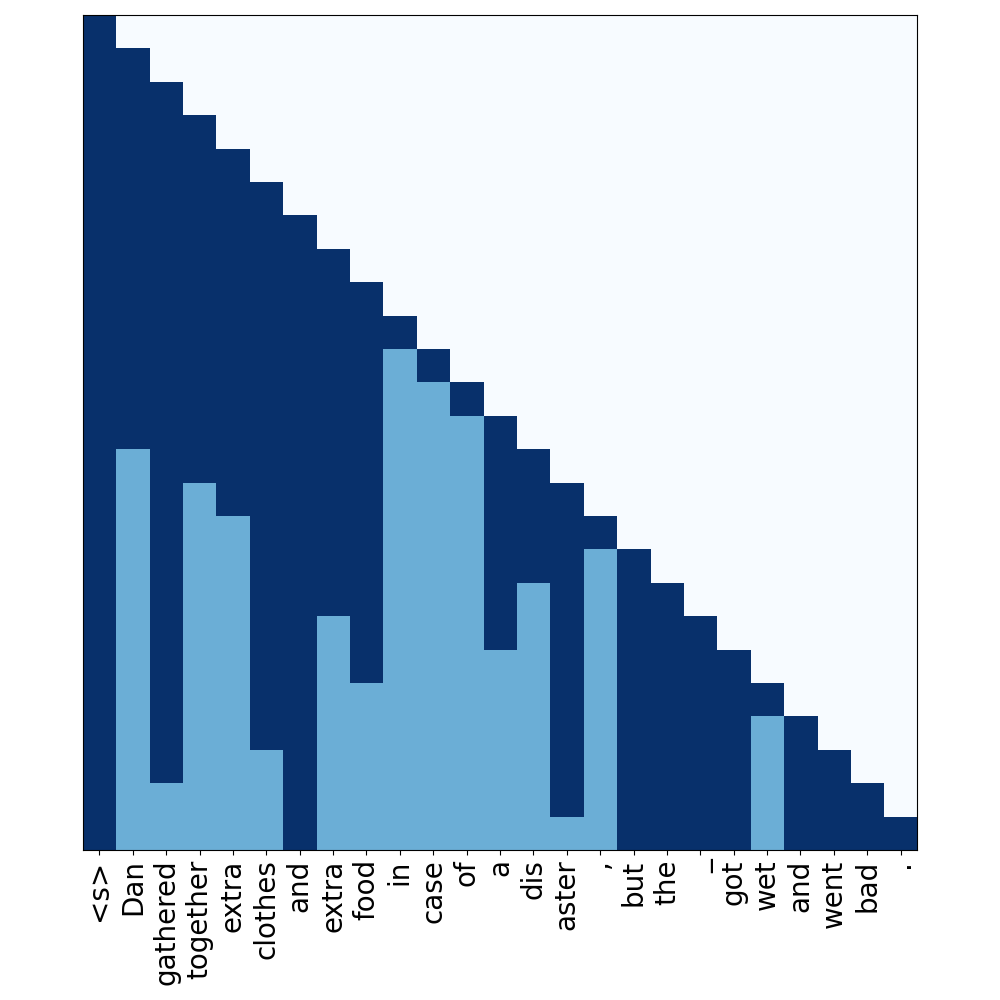 <s> Dan gathered together extra clothes and extra food in case of a dis aster , but the _ got wet and went bad .